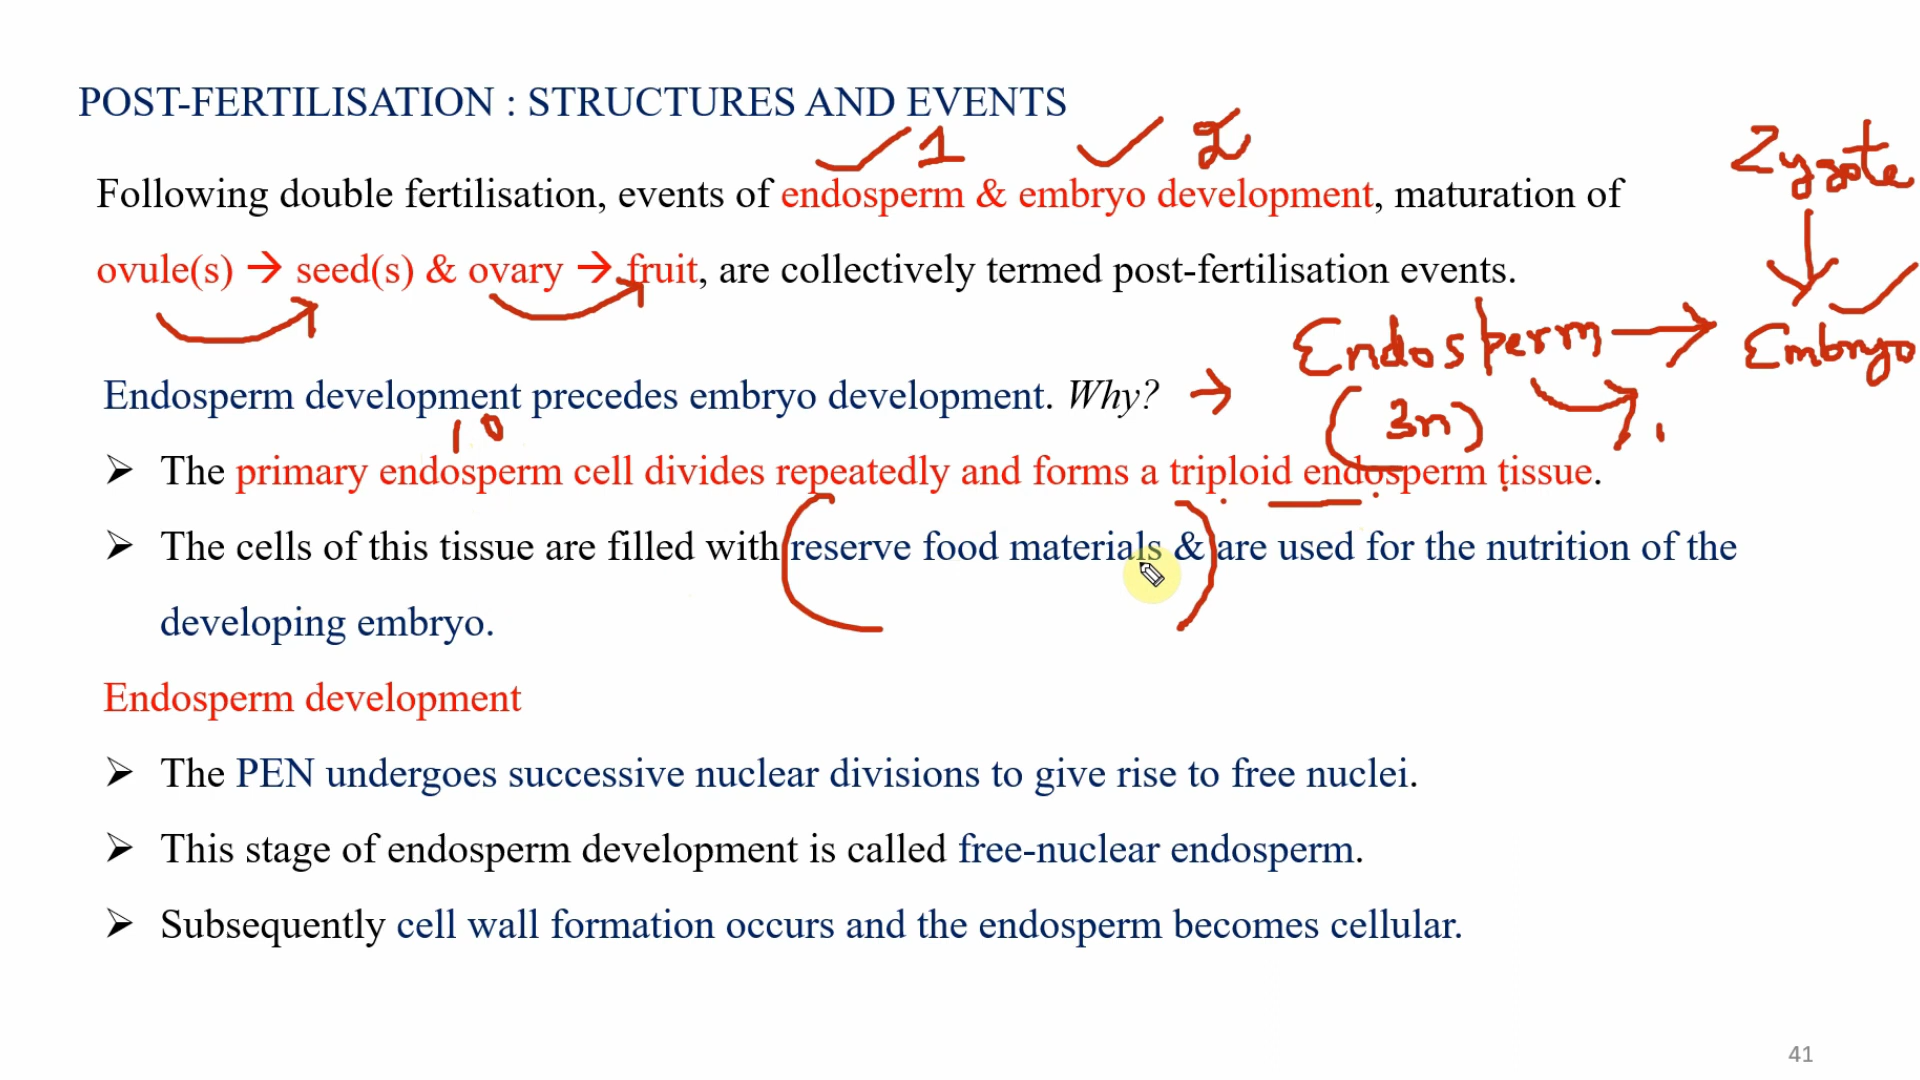 POST-FERTILISATION : STRUCTURES AND EVENTS
1 2
Zygote
Following double fertilisation, events of endosperm & embryo development, maturation of
ovule(s) → seed(s) & ovary → fruit, are collectively termed post-fertilisation events.
Endosperm → Embryo
Endosperm development precedes embryo development. Why? →
(3n)
1º
➢ The primary endosperm cell divides repeatedly and forms a triploid endosperm tissue.
➢ The cells of this tissue are filled with reserve food materials & are used for the nutrition of the
developing embryo.
Endosperm development
➢ The PEN undergoes successive nuclear divisions to give rise to free nuclei.
➢ This stage of endosperm development is called free-nuclear endosperm.
➢ Subsequently cell wall formation occurs and the endosperm becomes cellular.
41